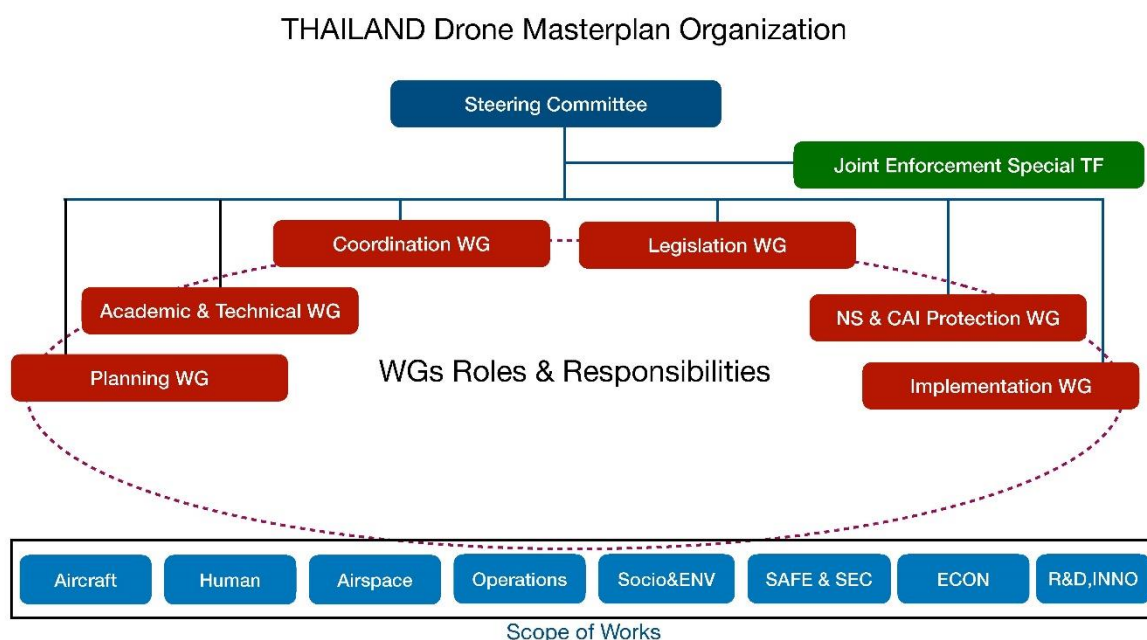 THAILAND Drone Masterplan Organization
Steering Committee
Joint Enforcement Special TF
Coordination WG
Legislation WG
Academic & Technical WG
NS & CAI Protection WG
Planning WG
WGs Roles & Responsibilities
Implementation WG
Aircraft
Human
Airspace
Operations
Socio&ENV
SAFE & SEC
ECON
R&D,INNO
Scope of Works